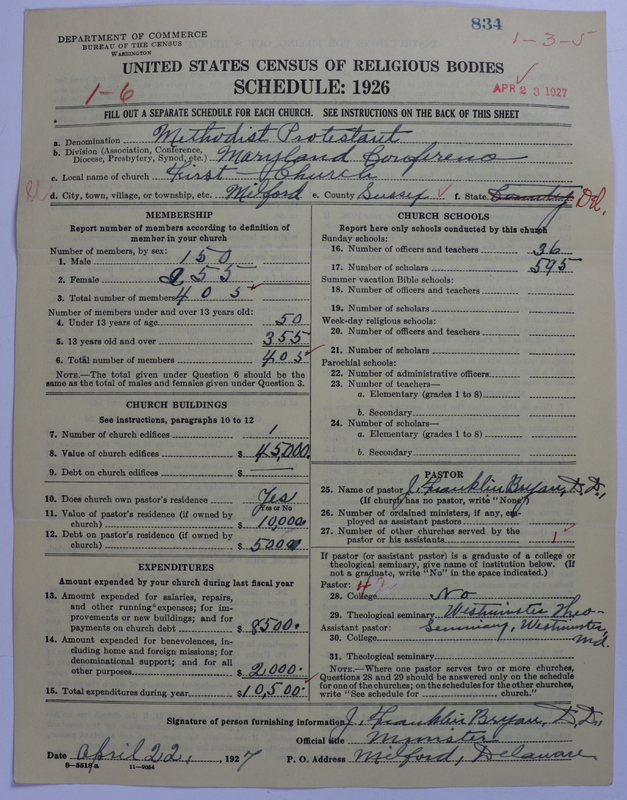 834
DEPARTMENT OF COMMERCE
BUREAU OF THE CENSUS
WASHINGTON
1-3-5
UNITED STATES CENSUS OF RELIGIOUS BODIES
SCHEDULE: 1926
1-6
APR 23 1927
FILL OUT A SEPARATE SCHEDULE FOR EACH CHURCH. SEE INSTRUCTIONS ON THE BACK OF THIS SHEET
a. Denomination Methodist Protestant
b. Division (Association, Conference, Diocese, Presbytery, Synod, etc.) Maryland Conference
c. Local name of church First Church
d. City, town, village, or township, etc. Milford e. County Sussex f. State Del.
MEMBERSHIP
Report number of members according to definition of member in your church
Number of members, by sex:
1. Male 150
2. Female 255
3. Total number of members 405
Number of members under and over 13 years old:
4. Under 13 years of age 50
5. 13 years old and over 355
6. Total number of members 405
NOTE.—The total given under Question 6 should be the same as the total of males and females given under Question 3.
CHURCH BUILDINGS
See instructions, paragraphs 10 to 12
7. Number of church edifices 1
8. Value of church edifices $ 45,000
9. Debt on church edifices $ —
10. Does church own pastor's residence Yes
Yes or No
11. Value of pastor's residence (if owned by church) $ 10,000
12. Debt on pastor's residence (if owned by church) $ 5000
EXPENDITURES
Amount expended by your church during last fiscal year
13. Amount expended for salaries, repairs, and other running expenses; for improvements or new buildings; and for payments on church debt $ 8500.
14. Amount expended for benevolences, including home and foreign missions; for denominational support; and for all other purposes $ 2,000.
15. Total expenditures during year $ 10,500.
CHURCH SCHOOLS
Report here only schools conducted by this church
Sunday schools:
16. Number of officers and teachers 36
17. Number of scholars 595
Summer vacation Bible schools:
18. Number of officers and teachers
19. Number of scholars
Week-day religious schools:
20. Number of officers and teachers
21. Number of scholars
Parochial schools:
22. Number of administrative officers
23. Number of teachers—
a. Elementary (grades 1 to 8)
b. Secondary
24. Number of scholars—
a. Elementary (grades 1 to 8)
b. Secondary
PASTOR
25. Name of pastor J. Franklin Bryan, D.D.,
(If church has no pastor, write "None")
26. Number of ordained ministers, if any, employed as assistant pastors
27. Number of other churches served by the pastor or his assistants 1
If pastor (or assistant pastor) is a graduate of a college or theological seminary, give name of institution below. (If not a graduate, write "No" in the space indicated.)
Pastor:
28. College No
29. Theological seminary Westminster Theo-
Assistant pastor: Seminary, Westminster,
30. College Md.
31. Theological seminary
NOTE.—Where one pastor serves two or more churches, Questions 28 and 29 should be answered only on the schedule for one of the churches; on the schedules for the other churches, write "See schedule for church."
Signature of person furnishing information J. Franklin Bryan, D.D.,
Official title Minister
Date April 22, 1927 P. O. Address Milford, Delaware
8-5518a 11-9034